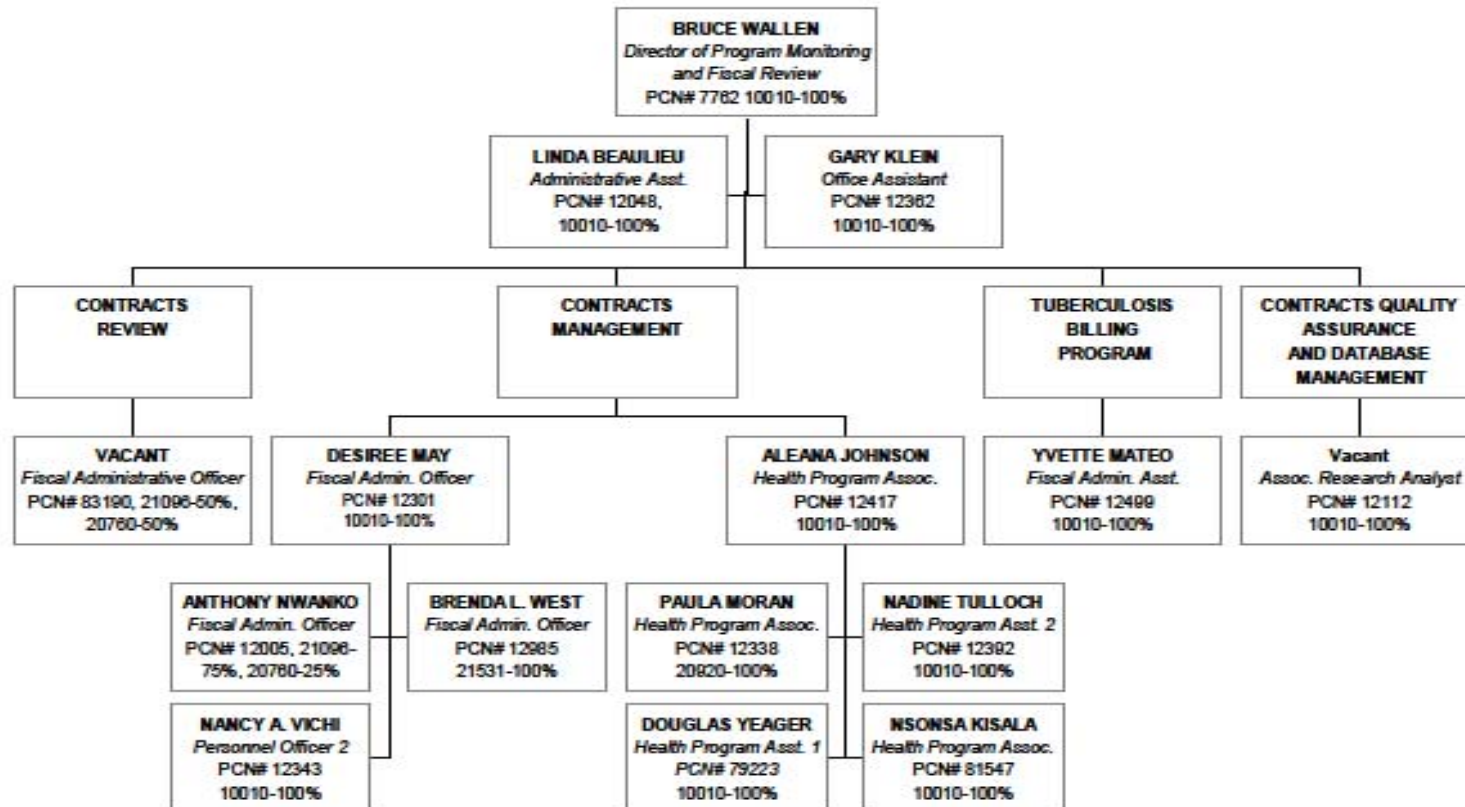 BRUCE WALLEN
Director of Program Monitoring
and Fiscal Review
PCN# 7762 10010-100%
LINDA BEAULIEU
Administrative Asst.
PCN# 12048,
10010-100%
GARY KLEIN
Office Assistant
PCN# 12362
10010-100%
CONTRACTS
REVIEW
CONTRACTS
MANAGEMENT
TUBERCULOSIS
BILLING
PROGRAM
CONTRACTS QUALITY
ASSURANCE
AND DATABASE
MANAGEMENT
VACANT
Fiscal Administrative Officer
PCN# 83190, 21096-50%,
20760-50%
DESIREE MAY
Fiscal Admin. Officer
PCN# 12301
10010-100%
ALEANA JOHNSON
Health Program Assoc.
PCN# 12417
10010-100%
YVETTE MATEO
Fiscal Admin. Asst.
PCN# 12499
10010-100%
Vacant
Assoc. Research Analyst
PCN# 12112
10010-100%
ANTHONY NWANKO
Fiscal Admin. Officer
PCN# 12005, 21096-
75%, 20760-25%
BRENDA L. WEST
Fiscal Admin. Officer
PCN# 12985
21531-100%
PAULA MORAN
Health Program Assoc.
PCN# 12338
20920-100%
NADINE TULLOCH
Health Program Asst. 2
PCN# 12392
10010-100%
NANCY A. VICHI
Personnel Officer 2
PCN# 12343
10010-100%
DOUGLAS YEAGER
Health Program Asst. 1
PCN# 79223
10010-100%
NSONSA KISALA
Health Program Assoc.
PCN# 81547
10010-100%